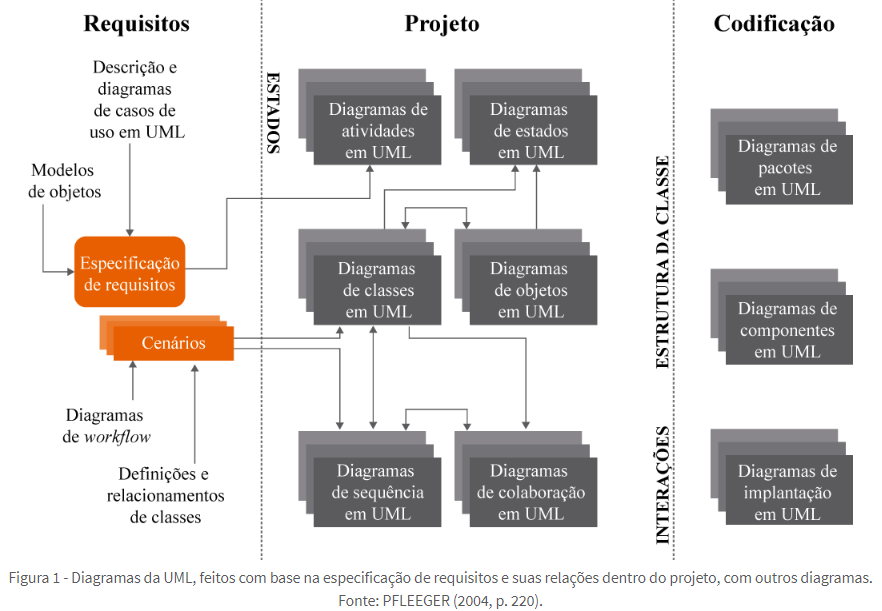 Requisitos
Projeto
Codificação
Descrição e
diagramas
de casos de
uso em UML
Modelos
de objetos
Especificação
de requisitos
Cenários
Diagramas
de workflow
Definições e
relacionamentos
de classes
ESTADOS
Diagramas de
atividades
em UML
Diagramas
de estados
em UML
Diagramas
de classes
em UML
Diagramas
de objetos
em UML
Diagramas
de sequência
em UML
Diagramas
de colaboração
em UML
ESTRUTURA DA CLASSE
INTERAÇÕES
Diagramas de
pacotes
em UML
Diagramas de
componentes
em UML
Diagramas de
implantação
em UML
Figura 1 - Diagramas da UML, feitos com base na especificação de requisitos e suas relações dentro do projeto, com outros diagramas.
Fonte: PFLEEGER (2004, p. 220).